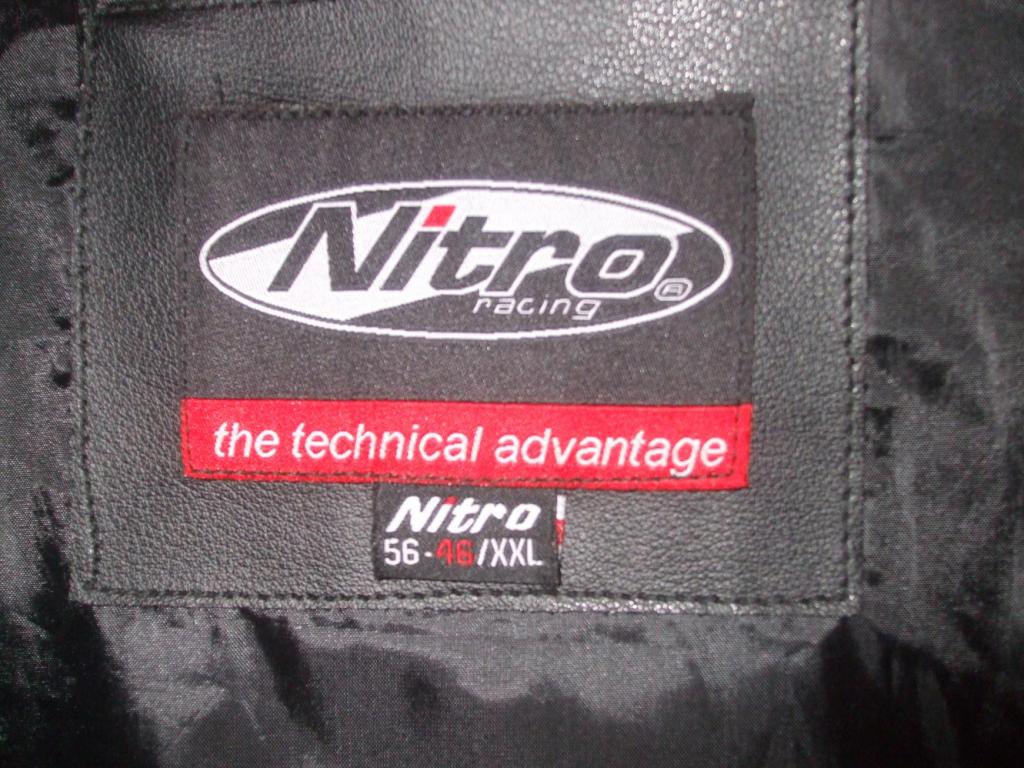 Nitro®
racing
the technical advantage
Nitro
56-46/XXL